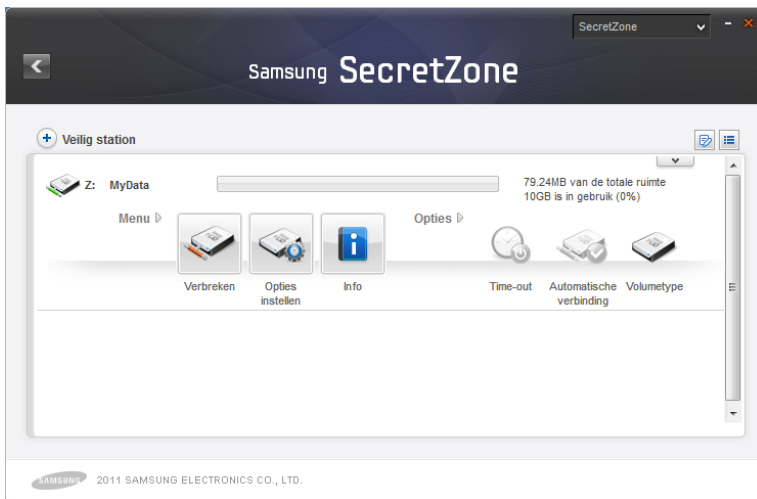 SecretZone
Samsung SecretZone
Veilig station
Z: MyData
79.24MB van de totale ruimte
10GB is in gebruik (0%)
Menu
Opties
Verbreken
Opties
instellen
Info
Time-out
Automatische
verbinding
Volumetype
SAMSUNG 2011 SAMSUNG ELECTRONICS CO., LTD.